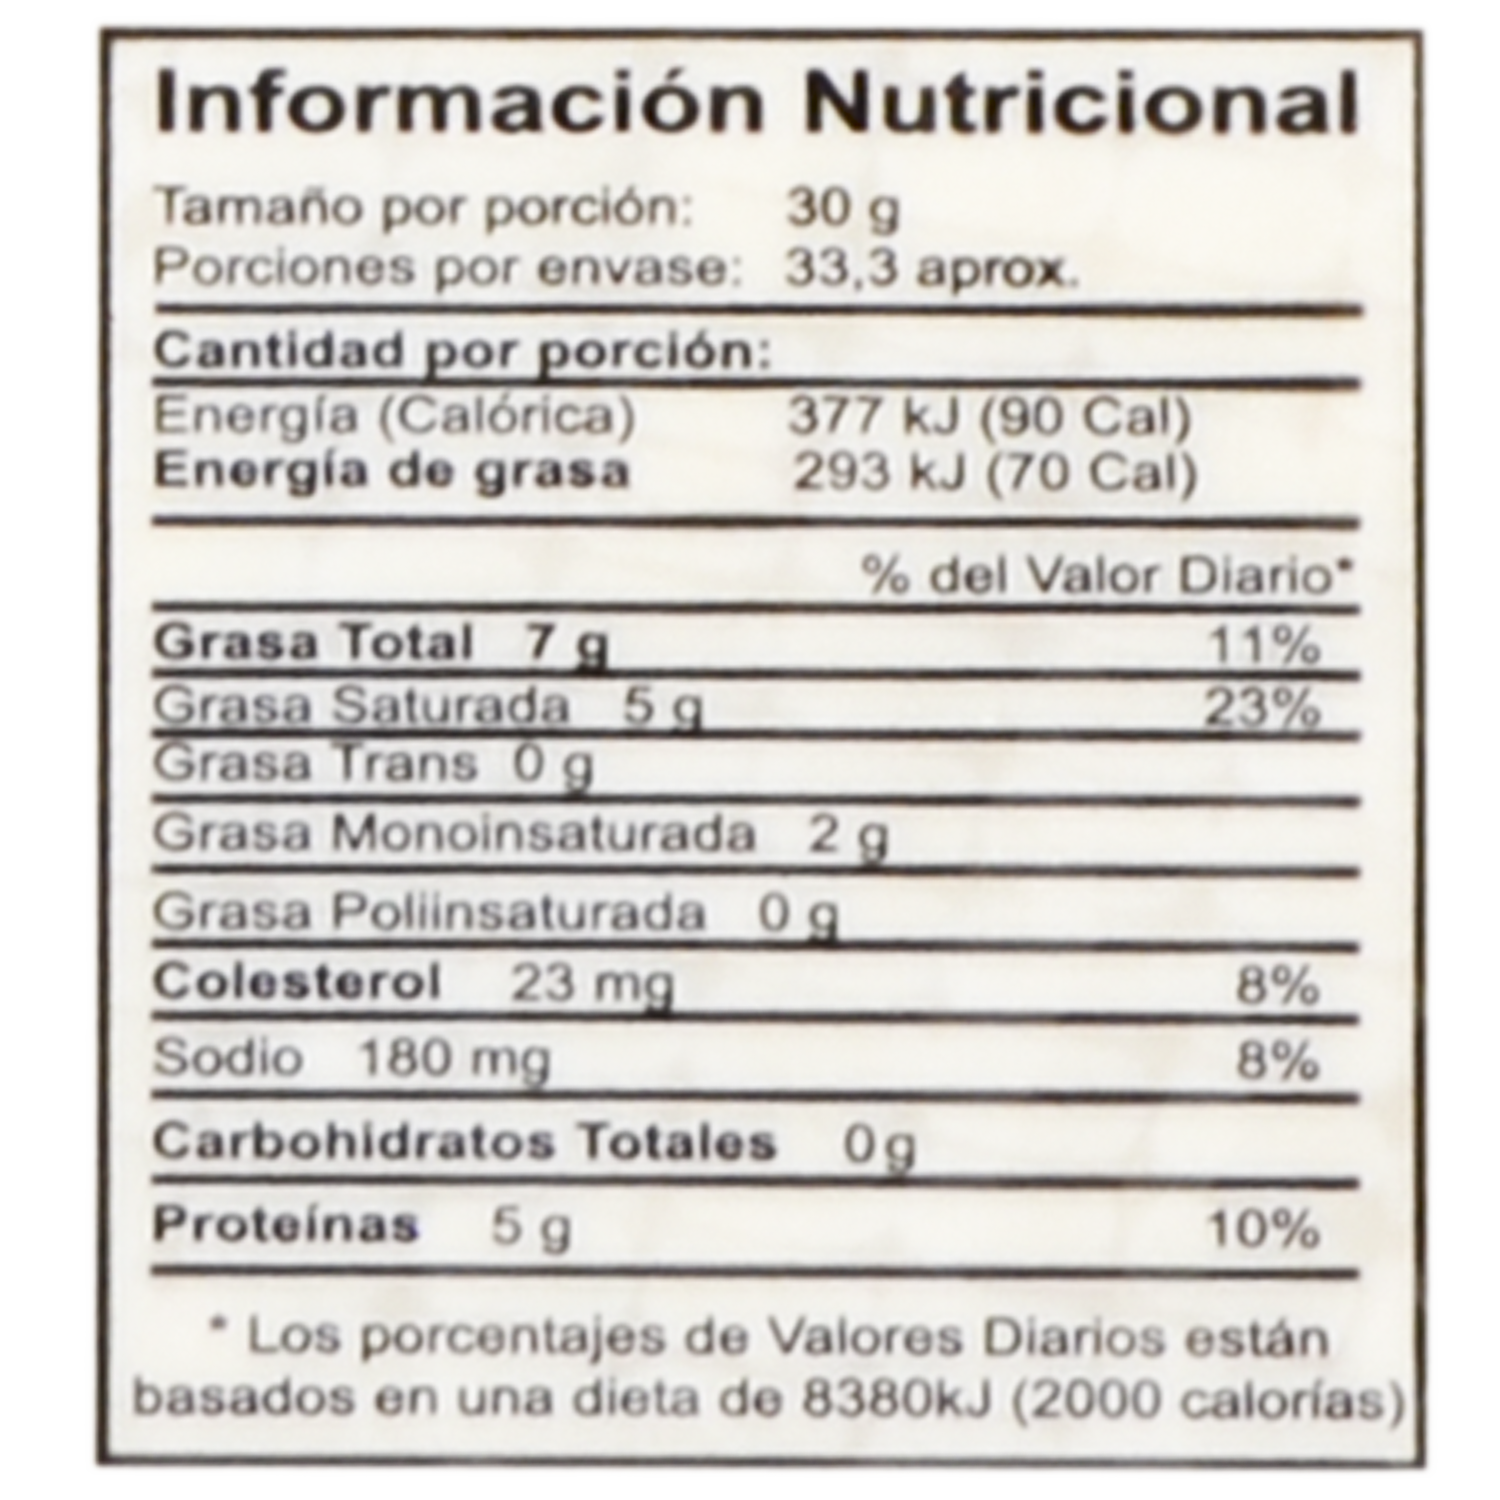 Información Nutricional
Tamaño por porción: 30 g
Porciones por envase: 33,3 aprox.
Cantidad por porción:
Energía (Calórica) 377 kJ (90 Cal)
Energía de grasa 293 kJ (70 Cal)
% del Valor Diario*
Grasa Total 7 g 11%
Grasa Saturada 5 g 23%
Grasa Trans 0 g
Grasa Monoinsaturada 2 g
Grasa Poliinsaturada 0 g
Colesterol 23 mg 8%
Sodio 180 mg 8%
Carbohidratos Totales 0g
Proteínas 5 g 10%
* Los porcentajes de Valores Diarios están
basados en una dieta de 8380kJ (2000 calorías)